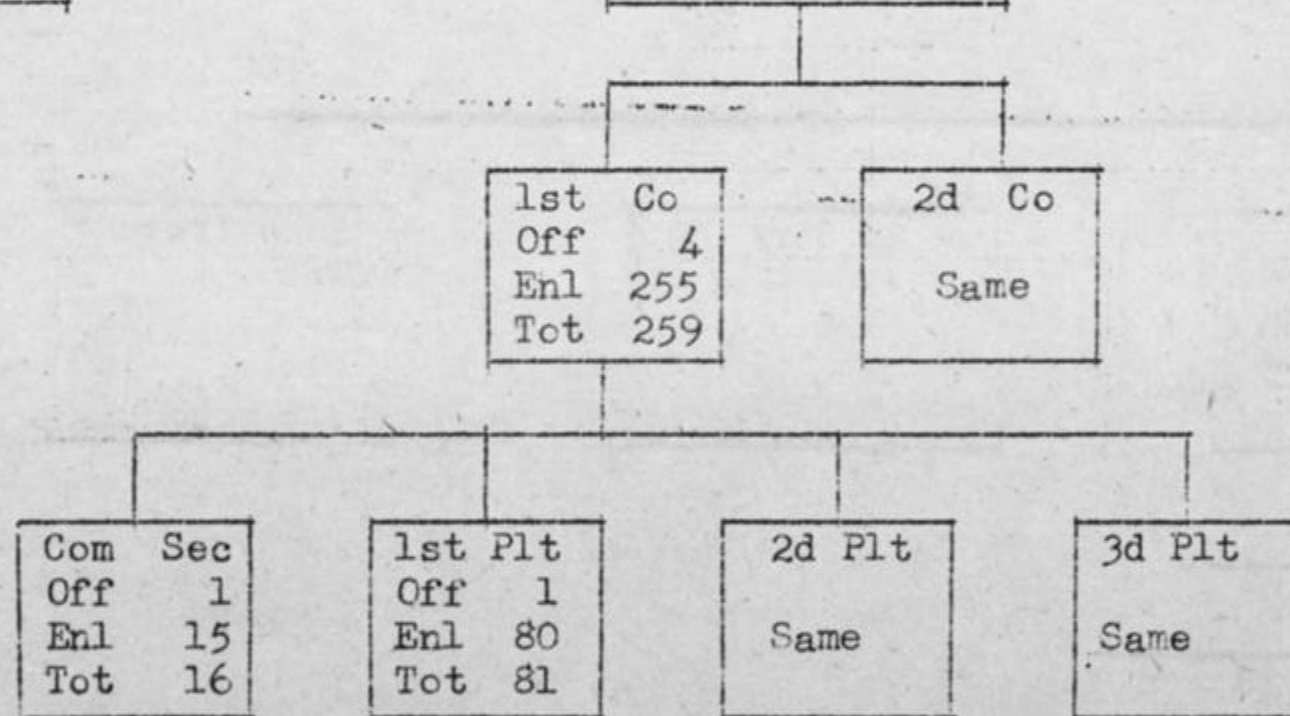 1st Co
Off 4
Enl 255
Tot 259
2d Co
Same
Com Sec
Off 1
Enl 15
Tot 16
1st Plt
Off 1
Enl 80
Tot 81
2d Plt
Same
3d Plt
Same